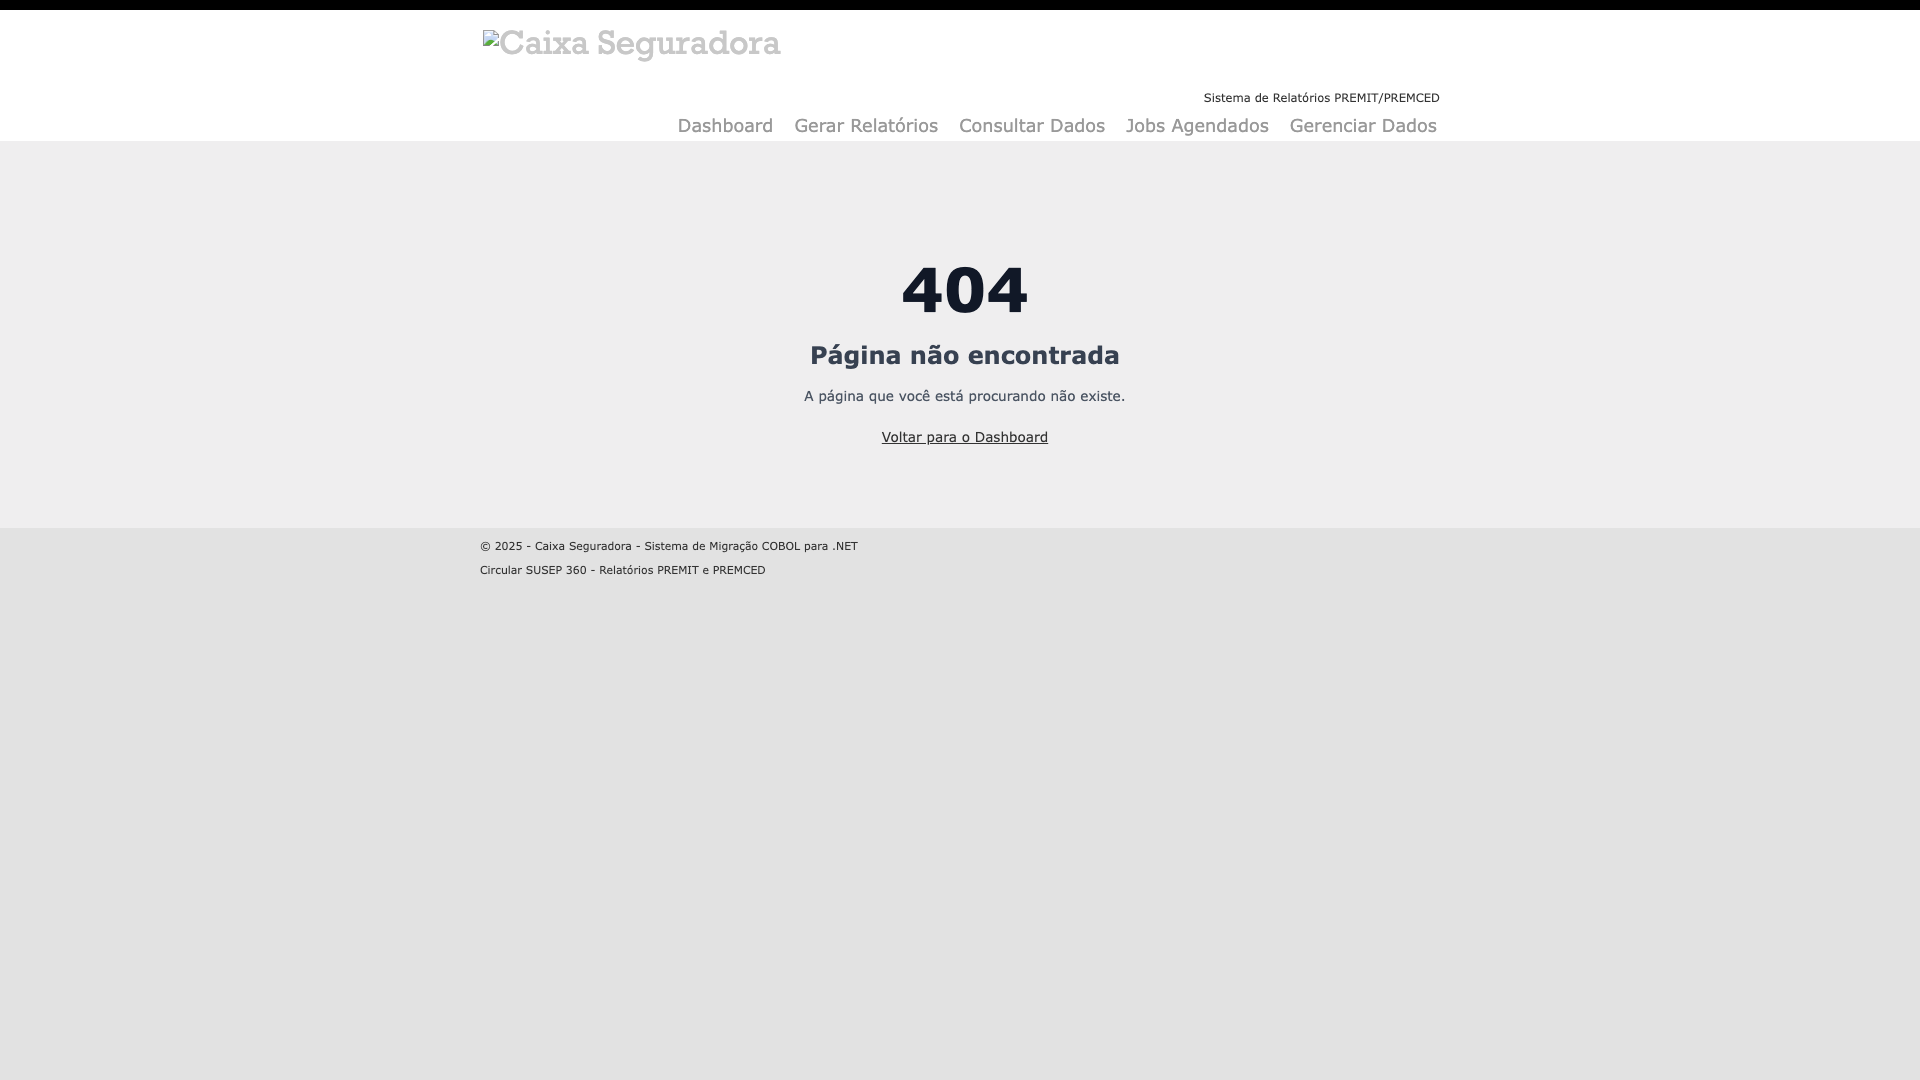 Caixa Seguradora
Sistema de Relatórios PREMIT/PREMCED
Dashboard Gerar Relatórios Consultar Dados Jobs Agendados Gerenciar Dados
404
Página não encontrada
A página que você está procurando não existe.
Voltar para o Dashboard
© 2025 - Caixa Seguradora - Sistema de Migração COBOL para .NET
Circular SUSEP 360 - Relatórios PREMIT e PREMCED